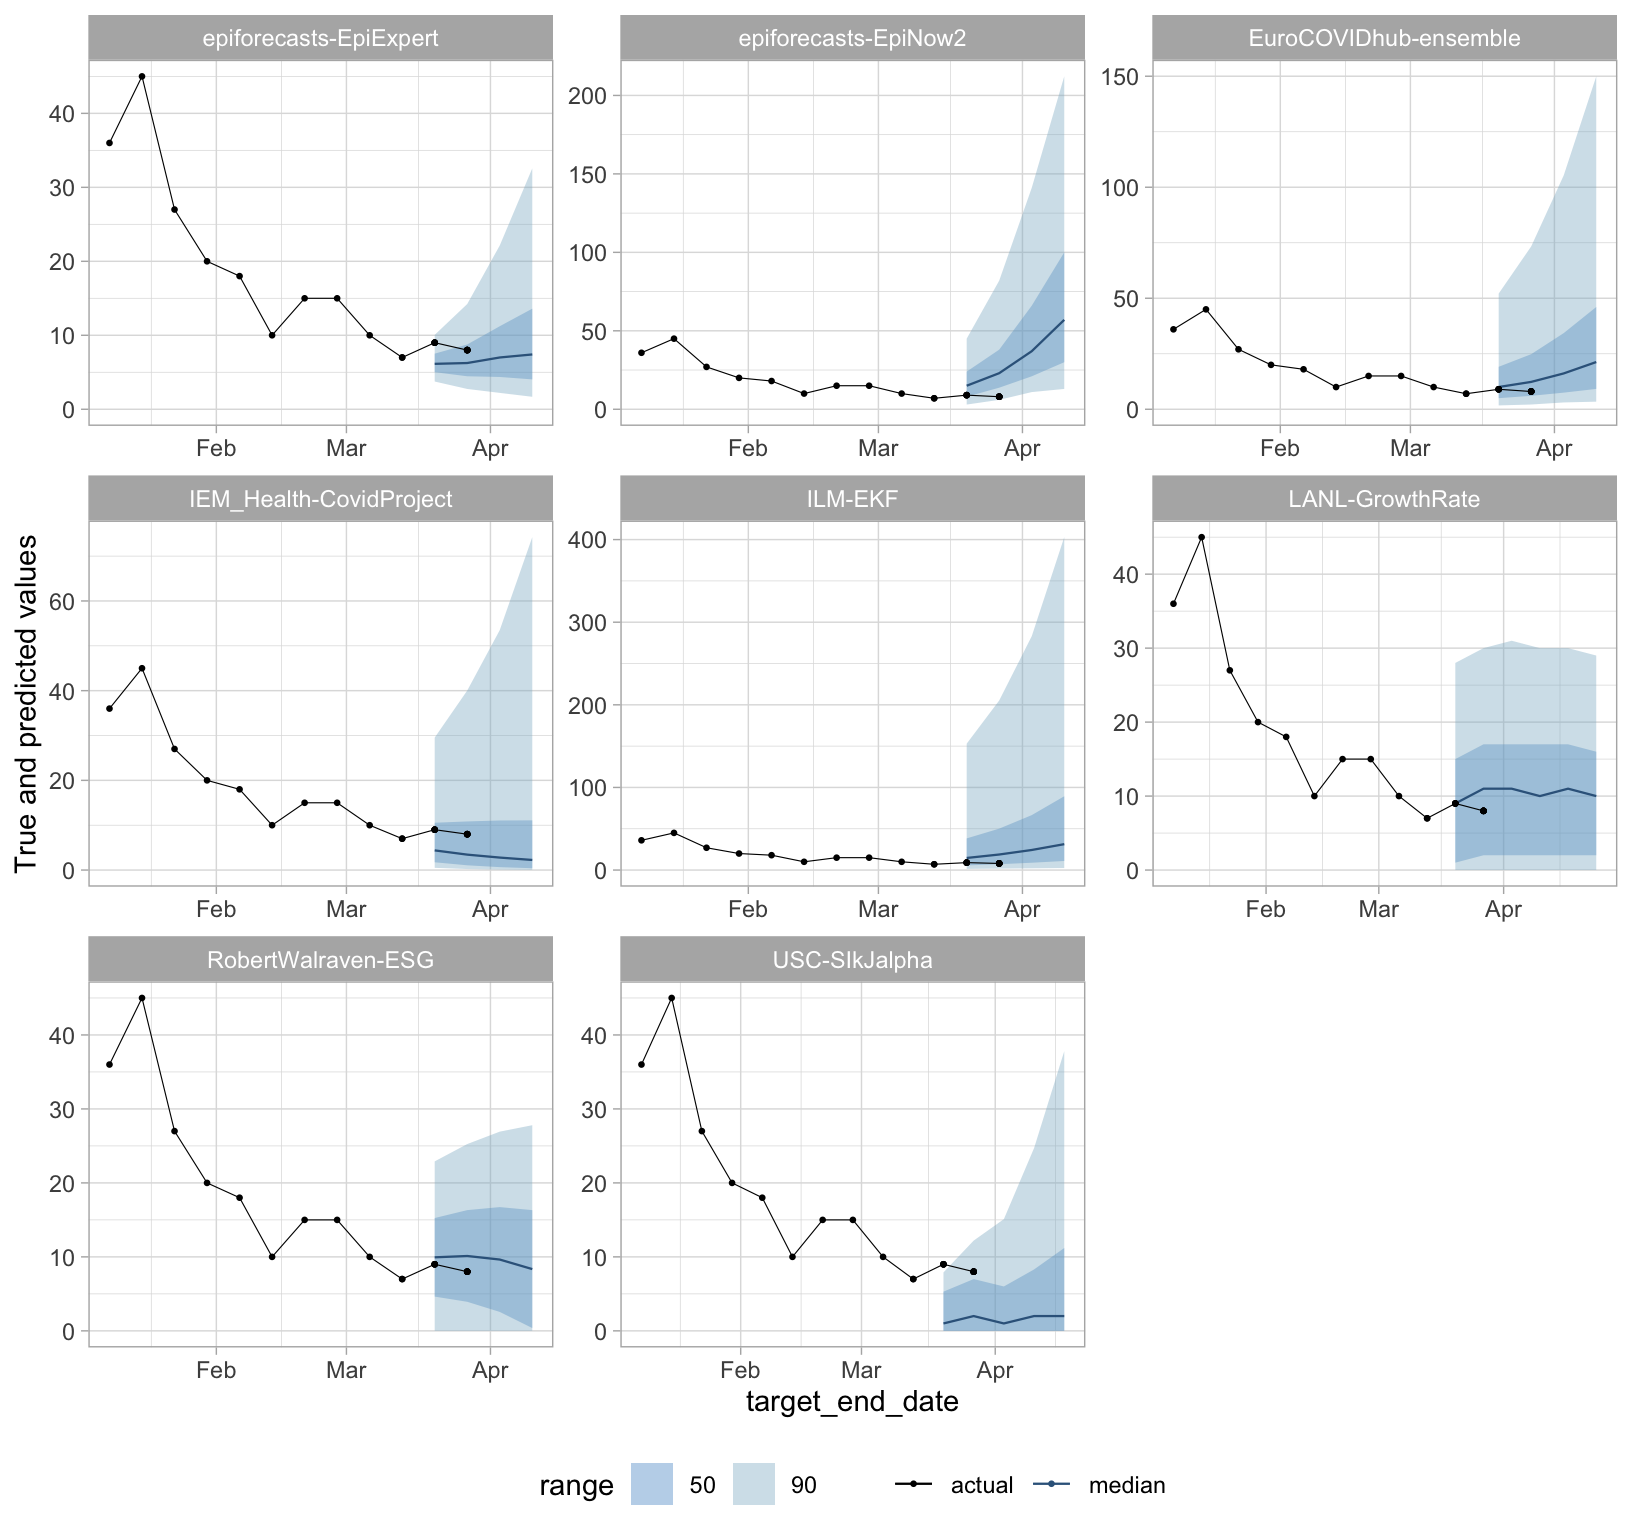 epiforecasts-EpiExpert
epiforecasts-EpiNow2
EuroCOVIDhub-ensemble
40
30
20
10
0
Feb Mar Apr
200
150
100
50
0
Feb Mar Apr
150
100
50
0
Feb Mar Apr
True and predicted values
IEM_Health-CovidProject
ILM-EKF
LANL-GrowthRate
60
40
20
0
Feb Mar Apr
400
300
200
100
0
Feb Mar Apr
40
30
20
10
0
Feb Mar Apr
RobertWalraven-ESG
USC-SIkJalpha
40
30
20
10
0
Feb Mar Apr
40
30
20
10
0
Feb Mar Apr
target_end_date
range 50 90 actual median